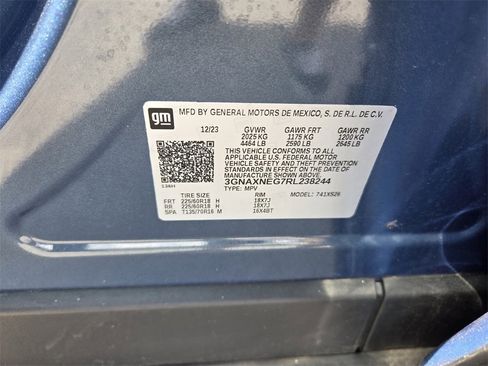 gm
MFD BY GENERAL MOTORS DE MEXICO, S. DE R.L. DE C.V.
12/23 GVWR GAWR FRT GAWR RR
2025 KG 1175 KG 1200 KG
4464 LB 2590 LB 2645 LB
THIS VEHICLE CONFORMS TO ALL
APPLICABLE U.S. FEDERAL MOTOR
VEHICLE SAFETY AND THEFT PREVENTION
STANDARDS IN EFFECT ON THE DATE OF
MANUFACTURE SHOWN ABOVE.
3GNAXNEG7RL238244
TYPE: MPV MODEL: 741XS26
TIRE SIZE RIM
FRT 225/60R18 H 18X7J
RR 225/60R18 H 18X7J
SPA T135/70R16 M 16X4BT